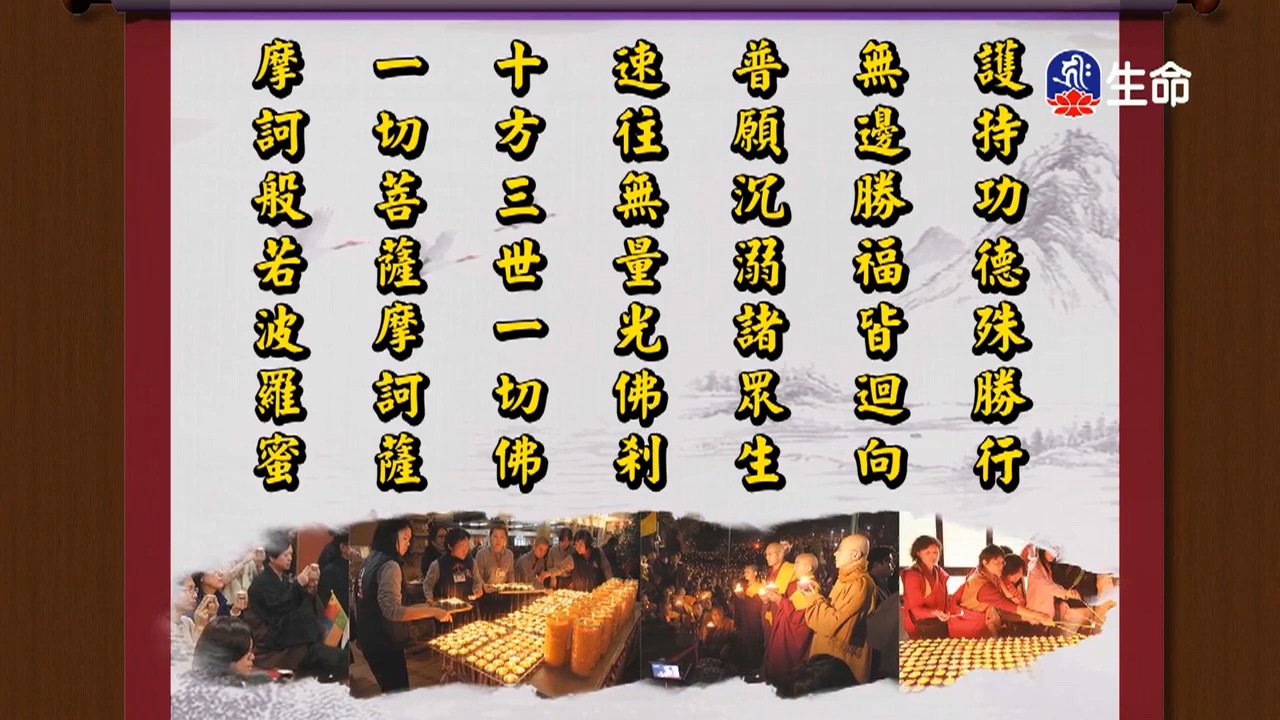 護持功德殊勝行
無邊勝福皆迴向
普願沉溺諸眾生
速往無量光佛剎
十方三世一切佛
一切菩薩摩訶薩
摩訶般若波羅蜜
生命